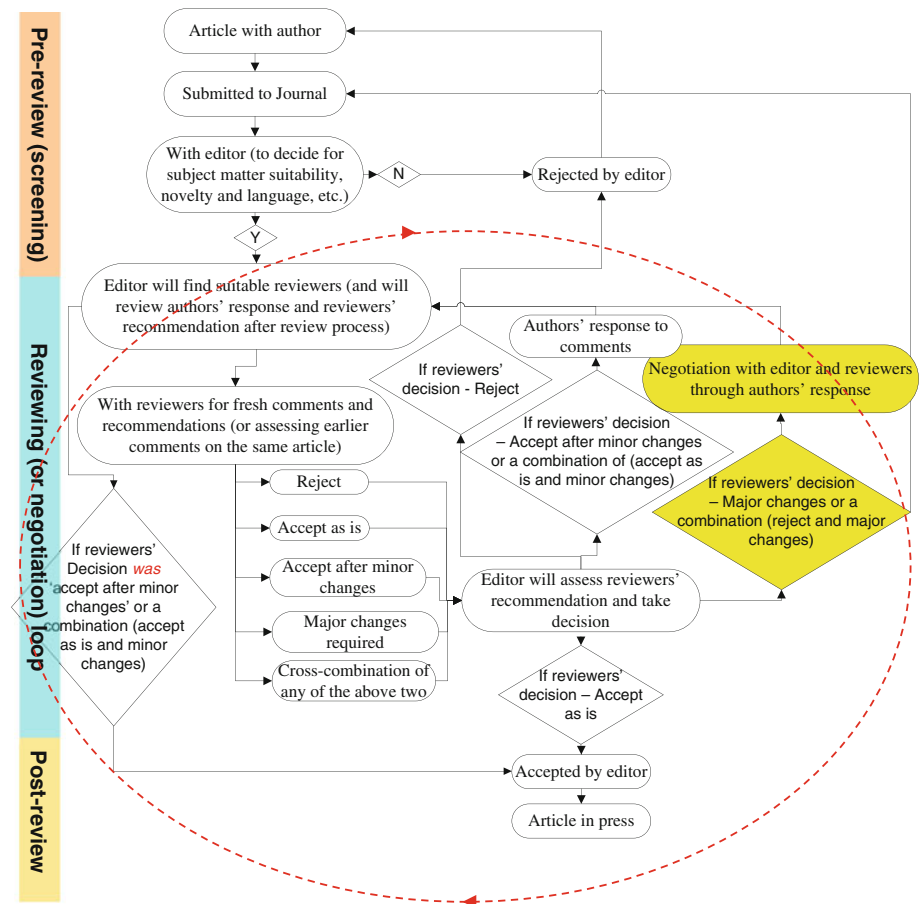 Pre-review (screening)
Reviewing (or negotiation) loop
Post-review
Article with author
Submitted to Journal
With editor (to decide for
subject matter suitability,
novelty and language, etc.)
N
Rejected by editor
Y
Editor will find suitable reviewers (and will
review authors’ response and reviewers’
recommendation after review process)
Authors’ response to
comments
If reviewers’
decision - Reject
Negotiation with editor and reviewers
through authors’ response
With reviewers for fresh comments and
recommendations (or assessing earlier
comments on the same article)
If reviewers’ decision
– Accept after minor changes
or a combination of (accept as
is and minor changes)
If reviewers’ decision
– Major changes or a
combination (reject and major
changes)
Reject
Accept as is
Accept after minor
changes
Major changes
required
Cross-combination of
any of the above two
If reviewers’
Decision was
‘accept after minor
changes’ or a
combination (accept
as is and minor
changes)
Editor will assess reviewers’
recommendation and take
decision
If reviewers’
decision – Accept
as is
Accepted by editor
Article in press